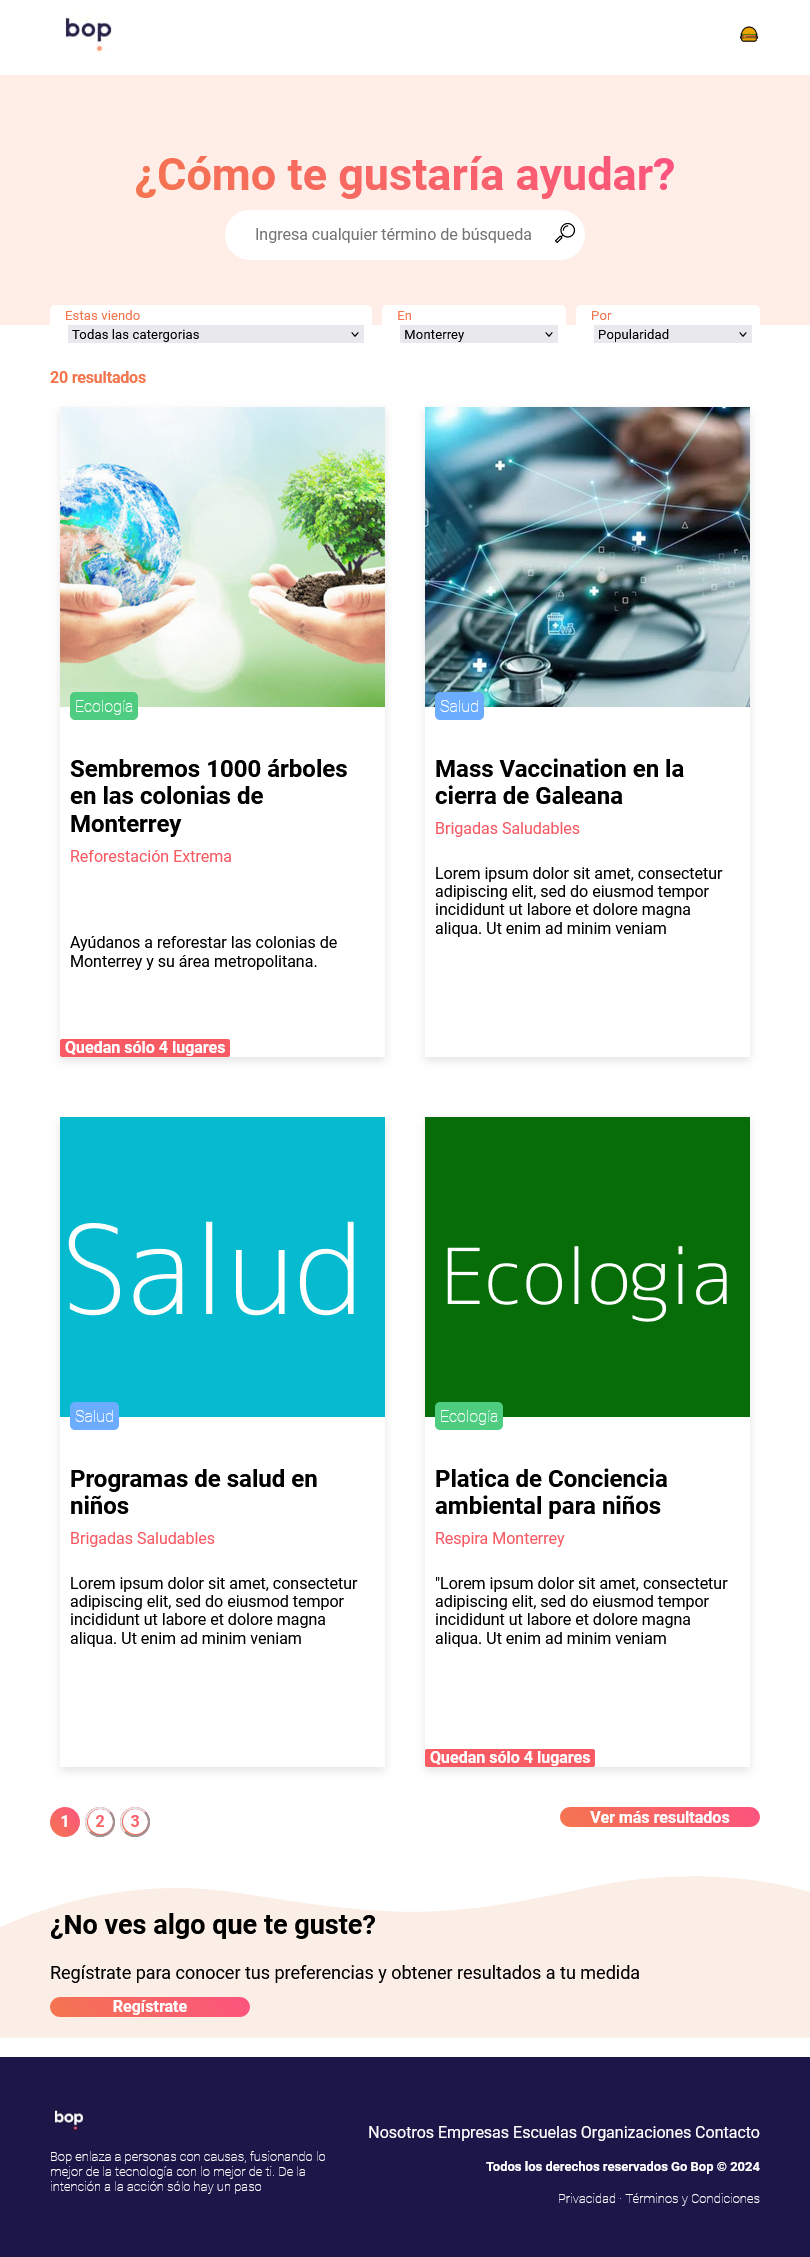 bop
¿Cómo te gustaría ayudar?
Ingresa cualquier término de búsqueda
Estas viendo
Todas las catergorias
En
Monterrey
Por
Popularidad
20 resultados
Ecología
Sembremos 1000 árboles
en las colonias de
Monterrey
Reforestación Extrema
Ayúdanos a reforestar las colonias de
Monterrey y su área metropolitana.
Quedan sólo 4 lugares
Salud
Mass Vaccination en la
cierra de Galeana
Brigadas Saludables
Lorem ipsum dolor sit amet, consectetur
adipiscing elit, sed do eiusmod tempor
incididunt ut labore et dolore magna
aliqua. Ut enim ad minim veniam
Salud
Salud
Programas de salud en
niños
Brigadas Saludables
Lorem ipsum dolor sit amet, consectetur
adipiscing elit, sed do eiusmod tempor
incididunt ut labore et dolore magna
aliqua. Ut enim ad minim veniam
Ecologia
Ecología
Platica de Conciencia
ambiental para niños
Respira Monterrey
"Lorem ipsum dolor sit amet, consectetur
adipiscing elit, sed do eiusmod tempor
incididunt ut labore et dolore magna
aliqua. Ut enim ad minim veniam
Quedan sólo 4 lugares
1 2 3
Ver más resultados
¿No ves algo que te guste?
Regístrate para conocer tus preferencias y obtener resultados a tu medida
Regístrate
bop
Bop enlaza a personas con causas, fusionando lo
mejor de la tecnología con lo mejor de tí. De la
intención a la acción sólo hay un paso
Nosotros Empresas Escuelas Organizaciones Contacto
Todos los derechos reservados Go Bop © 2024
Privacidad · Términos y Condiciones